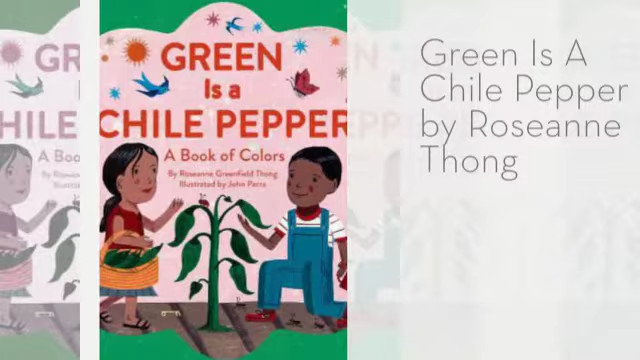 GREEN
Is a
CHILE PEPPER
A Book of Colors
By Roseanne Greenfield Thong
Illustrated by John Parra
Green Is A
Chile Pepper
by Roseanne
Thong